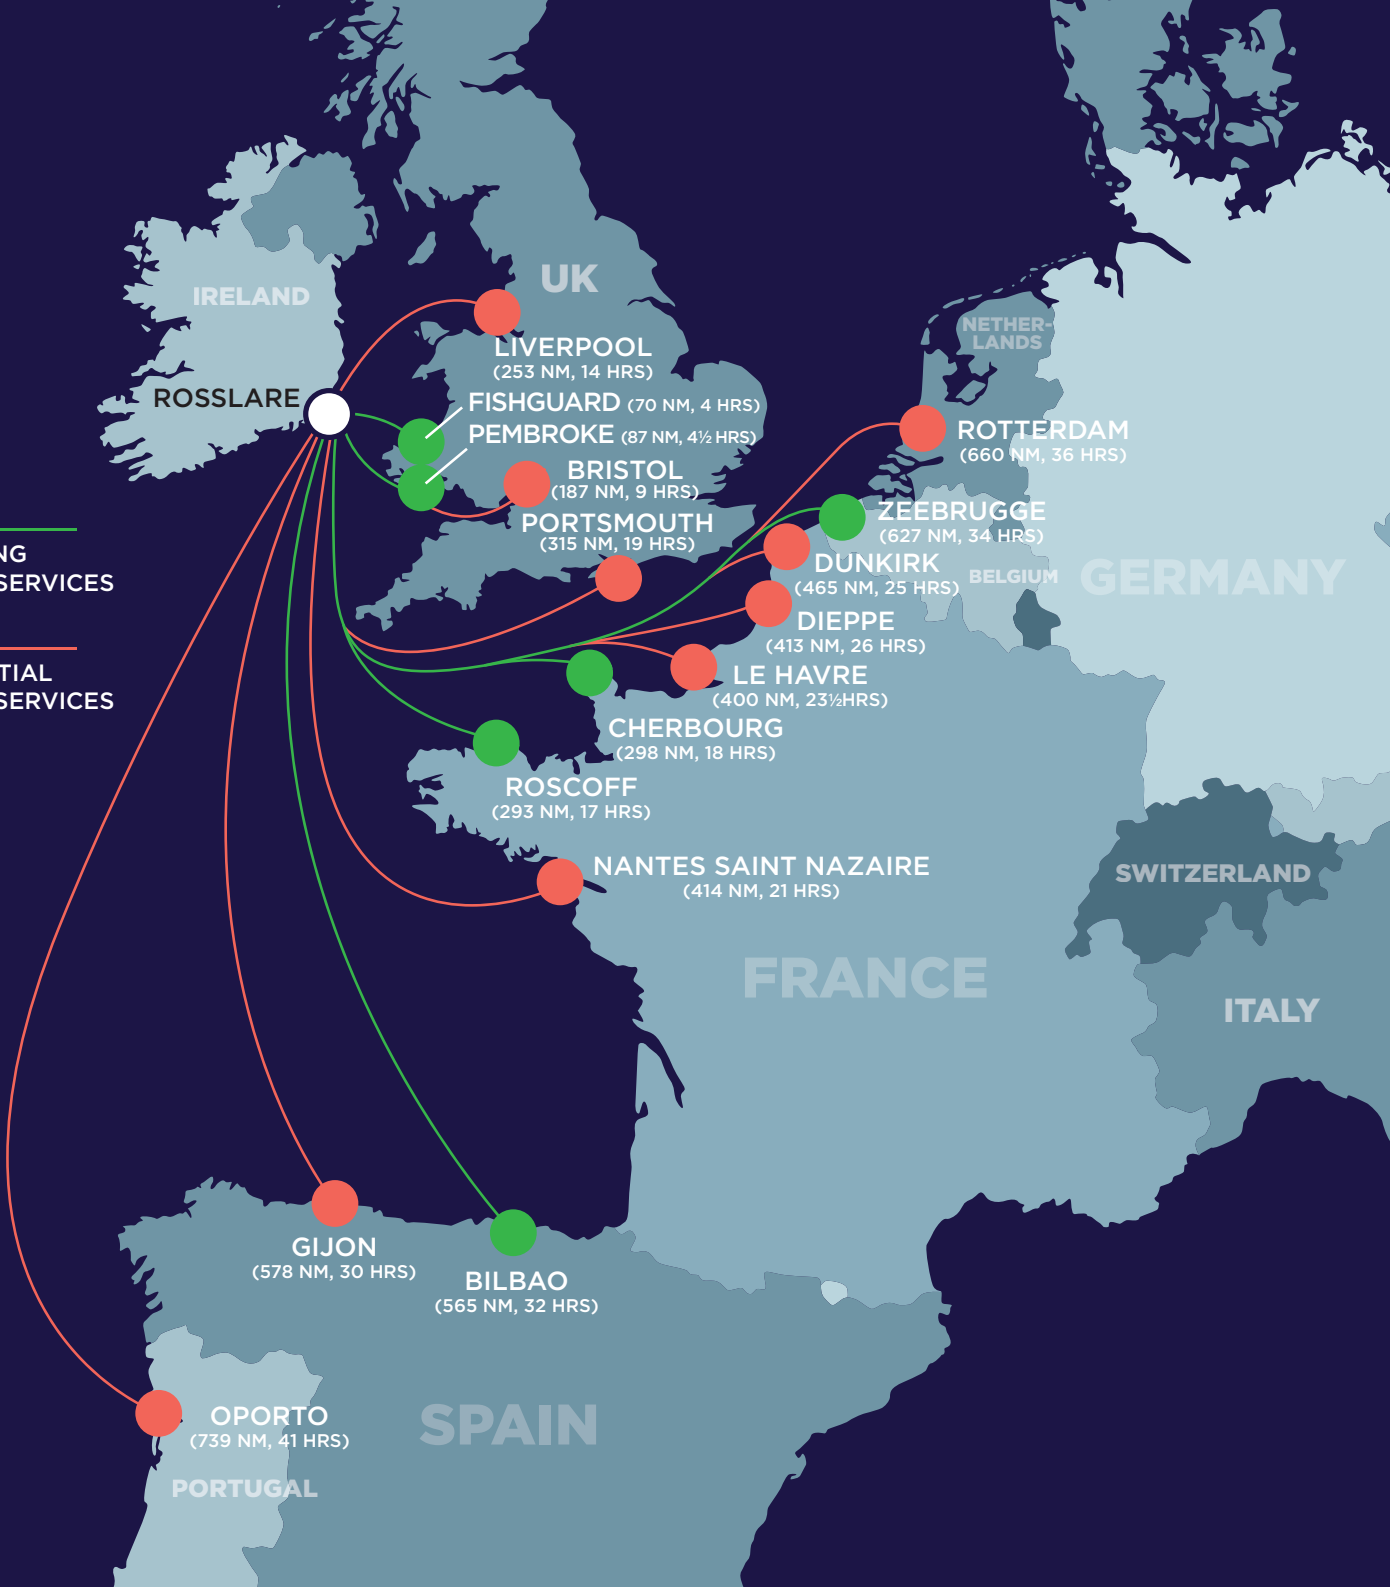 UK
IRELAND
NETHER-
LANDS
LIVERPOOL
(253 NM, 14 HRS)
ROSSLARE
FISHGUARD (70 NM, 4 HRS)
PEMBROKE (87 NM, 4½ HRS)
ROTTERDAM
(660 NM, 36 HRS)
BRISTOL
(187 NM, 9 HRS)
PORTSMOUTH
(315 NM, 19 HRS)
ZEEBRUGGE
(627 NM, 34 HRS)
NG
SERVICES
DUNKIRK
(465 NM, 25 HRS)
BELGIUM
GERMANY
DIEPPE
(413 NM, 26 HRS)
TIAL
SERVICES
LE HAVRE
(400 NM, 23½HRS)
CHERBOURG
(298 NM, 18 HRS)
ROSCOFF
(293 NM, 17 HRS)
NANTES SAINT NAZAIRE
(414 NM, 21 HRS)
SWITZERLAND
FRANCE
ITALY
GIJON
(578 NM, 30 HRS)
BILBAO
(565 NM, 32 HRS)
OPORTO
(739 NM, 41 HRS)
SPAIN
PORTUGAL